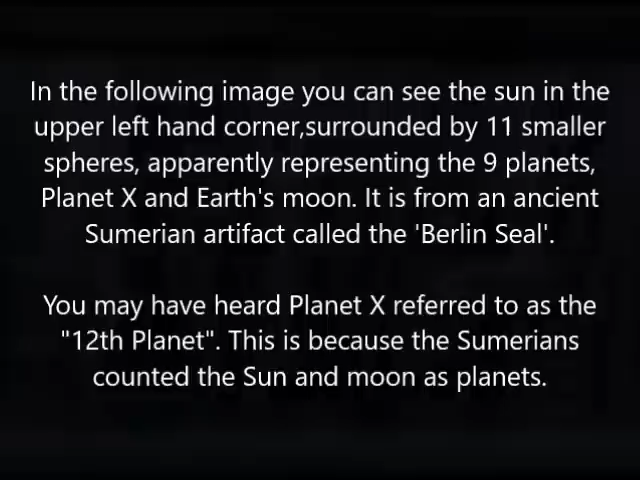 In the following image you can see the sun in the
upper left hand corner,surrounded by 11 smaller
spheres, apparently representing the 9 planets,
Planet X and Earth's moon. It is from an ancient
Sumerian artifact called the 'Berlin Seal'.
You may have heard Planet X referred to as the
"12th Planet". This is because the Sumerians
counted the Sun and moon as planets.